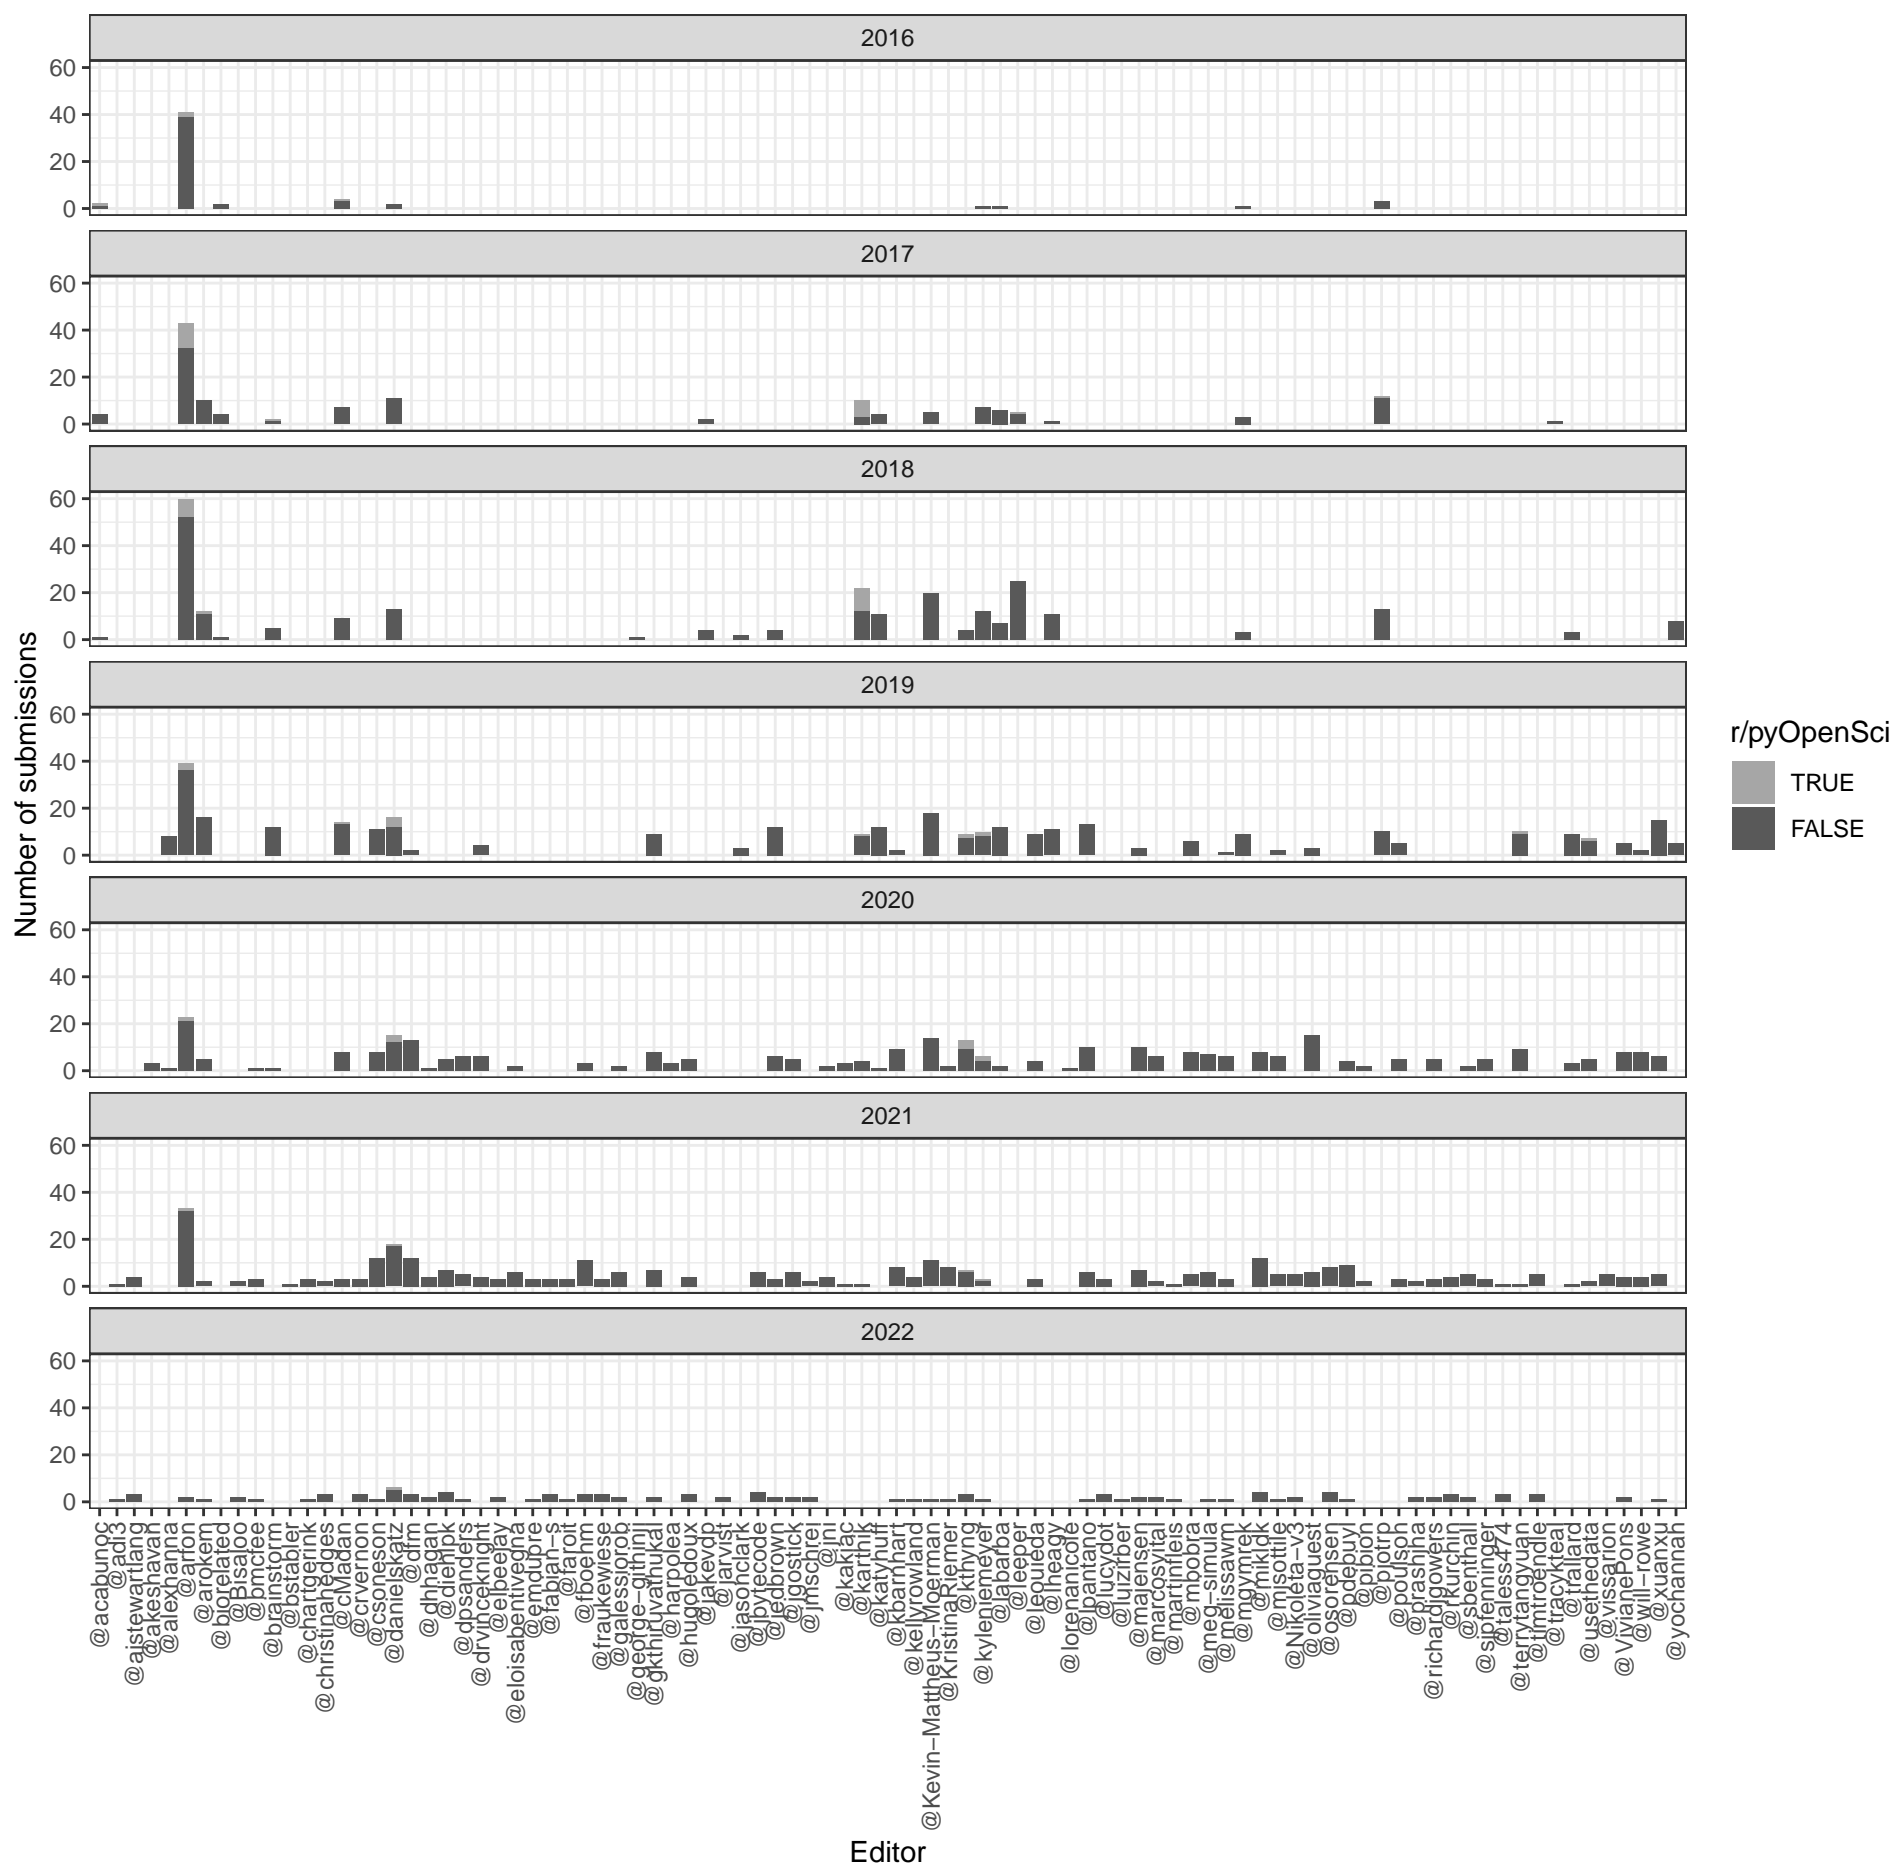 2016
60
40
20
0
2017
60
40
20
0
2018
60
40
20
0
2019
60
40
20
0
2020
60
40
20
0
2021
60
40
20
0
2022
60
40
20
0
Number of submissions
@acabunoc
@adi3
@ajstewartlang
@akeshavan
@alexhanna
@arfon
@arokem
@biorelated
@Bisaloo
@bmcfee
@brainstorm
@bstabler
@chartgerink
@christinahedges
@cMadan
@crvernon
@csoneson
@danielskatz
@dfm
@dhhagan
@diehlpk
@dpsanders
@drvinceknight
@elbeejay
@eloisabentivegna
@emdupre
@fabian−s
@faroit
@fboehm
@fraukewiese
@galessiorob
@george−githinji
@gkthiruvathukal
@harpolea
@hugoledoux
@jakevdp
@jarvist
@jasonclark
@jbytecode
@jedbrown
@jgostick
@jmschrei
@jni
@kakiac
@karthik
@katyhuff
@kbarnhart
@kellyrowland
@Kevin−Mattheus−Moerman
@KristinaRiemer
@kthyng
@kyleniemeyer
@labarba
@leeper
@leouieda
@lheagy
@lorenanicole
@lpantano
@lucydot
@luizirber
@majensen
@marcosvital
@martinfleis
@mbobra
@meg−simula
@melissawm
@mgymrek
@mikldk
@mjsottile
@Nikoleta−v3
@oliviaguest
@osorensen
@pdebuyl
@pibion
@pjotrp
@poulson
@prashjha
@richardjgowers
@rkurchin
@sbenthall
@sjpfenninger
@taless474
@terrytangyuan
@timtroendle
@tracykteal
@trallard
@usethedata
@vissarion
@VivianePons
@will−rowe
@xuanxu
@yochannah
Editor
r/pyOpenSci
TRUE
FALSE